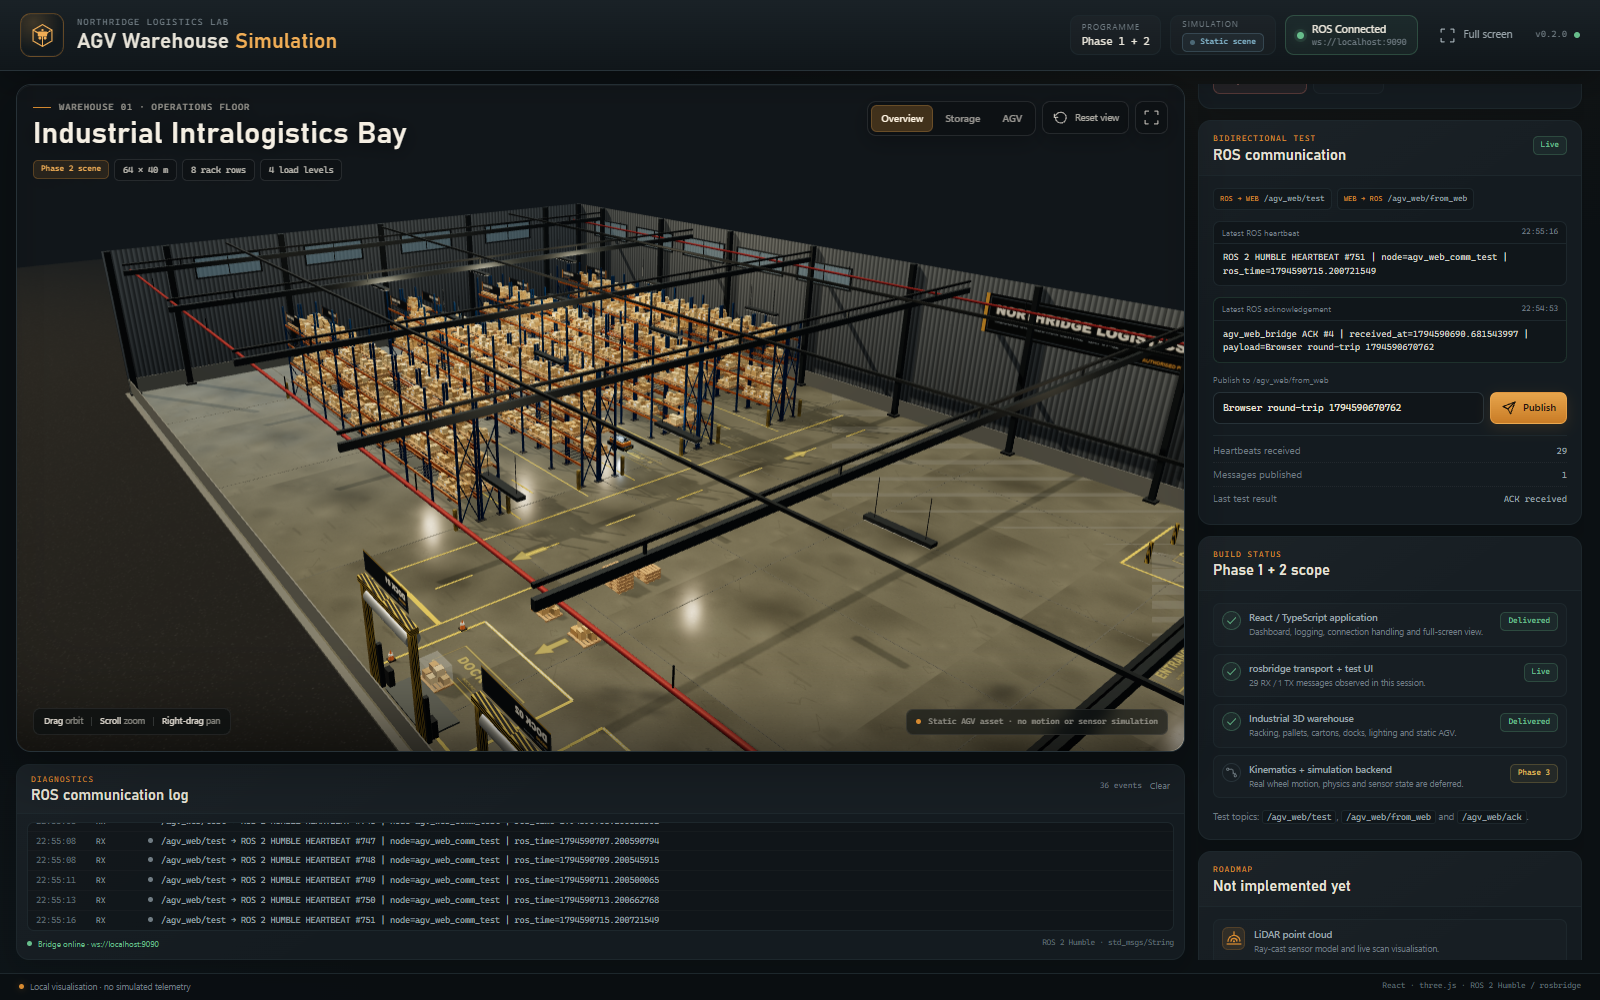 NORTHRIDGE LOGISTICS LAB
AGV Warehouse Simulation
PROGRAMME
Phase 1 + 2
SIMULATION
Static scene
ROS Connected
ws://localhost:9090
Full screen
v0.2.0
WAREHOUSE 01 · OPERATIONS FLOOR
Industrial Intralogistics Bay
Phase 2 scene
64 × 40 m
8 rack rows
4 load levels
Overview
Storage
AGV
Reset view
NORTHRIDGE LOGISTICS
DOCK 01
DOCK 02
DOCK
Drag orbit
Scroll zoom
Right-drag pan
Static AGV asset · no motion or sensor simulation
DIAGNOSTICS
ROS communication log
36 events
Clear
22:55:08 RX /agv_web/test → ROS 2 HUMBLE HEARTBEAT #747 | node=agv_web_comm_test | ros_time=1794590707.200590794
22:55:08 RX /agv_web/test → ROS 2 HUMBLE HEARTBEAT #748 | node=agv_web_comm_test | ros_time=1794590709.200545915
22:55:11 RX /agv_web/test → ROS 2 HUMBLE HEARTBEAT #749 | node=agv_web_comm_test | ros_time=1794590711.200500065
22:55:13 RX /agv_web/test → ROS 2 HUMBLE HEARTBEAT #750 | node=agv_web_comm_test | ros_time=1794590713.200662768
22:55:16 RX /agv_web/test → ROS 2 HUMBLE HEARTBEAT #751 | node=agv_web_comm_test | ros_time=1794590715.200721549
Bridge online · ws://localhost:9090
ROS 2 Humble · std_msgs/String
BIDIRECTIONAL TEST
ROS communication
Live
ROS → WEB /agv_web/test
WEB → ROS /agv_web/from_web
Latest ROS heartbeat
22:55:16
ROS 2 HUMBLE HEARTBEAT #751 | node=agv_web_comm_test |
ros_time=1794590715.200721549
Latest ROS acknowledgement
22:54:53
agv_web_bridge ACK #4 | received_at=1794590690.681543997 |
payload=Browser round-trip 1794590670762
Publish to /agv_web/from_web
Browser round-trip 1794590670762
Publish
Heartbeats received 29
Messages published 1
Last test result ACK received
BUILD STATUS
Phase 1 + 2 scope
React / TypeScript application
Dashboard, logging, connection handling and full-screen view.
Delivered
rosbridge transport + test UI
29 RX / 1 TX messages observed in this session.
Live
Industrial 3D warehouse
Racking, pallets, cartons, docks, lighting and static AGV.
Delivered
Kinematics + simulation backend
Real wheel motion, physics and sensor state are deferred.
Phase 3
Test topics: /agv_web/test, /agv_web/from_web and /agv_web/ack.
ROADMAP
Not implemented yet
LiDAR point cloud
Ray-cast sensor model and live scan visualisation.
Local visualisation · no simulated telemetry
React · three.js · ROS 2 Humble / rosbridge